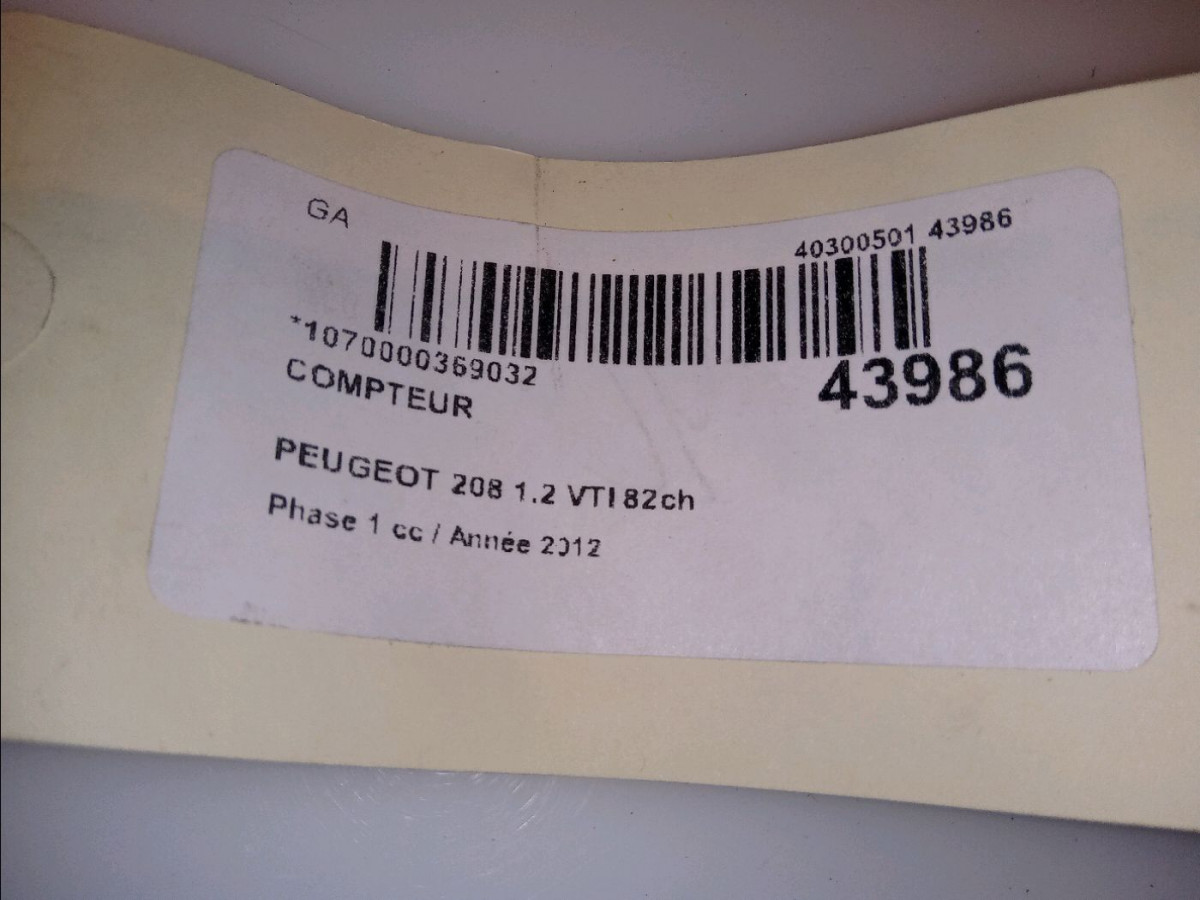 GA
40300501 43986
*1070000369032
43986
COMPTEUR
PEUGEOT 208 1.2 VTI 82ch
Phase 1 cc / Année 2012